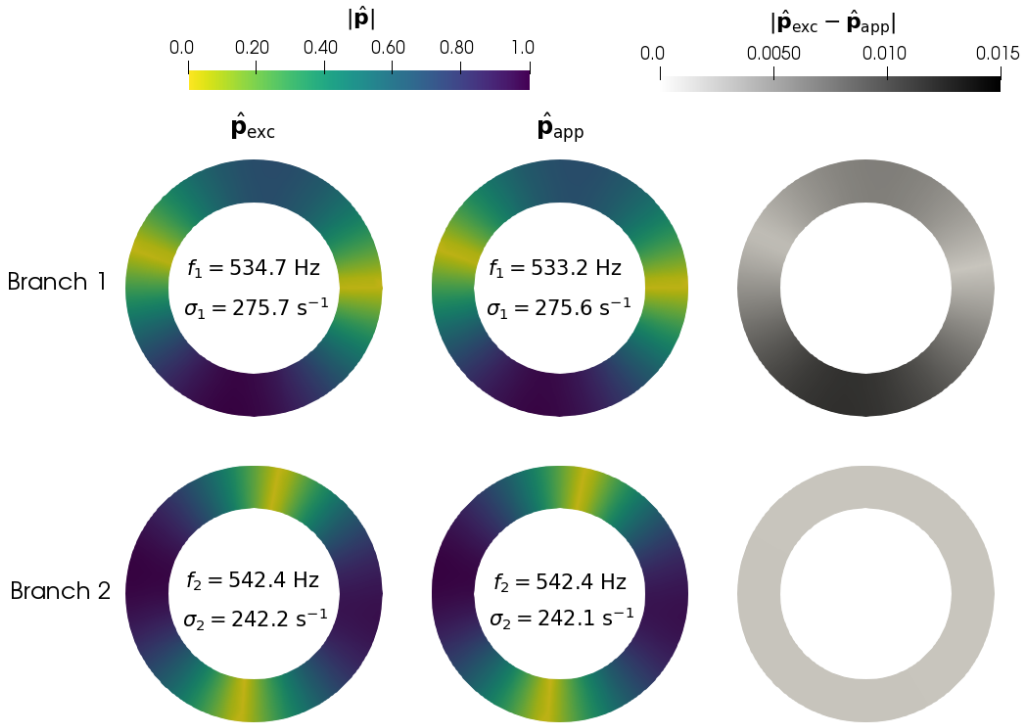 |p̂| |p̂exc − p̂app|
0.0 0.20 0.40 0.60 0.80 1.0 0.0 0.0050 0.010 0.015
p̂exc p̂app
Branch 1
f1 = 534.7 Hz
σ1 = 275.7 s−1
f1 = 533.2 Hz
σ1 = 275.6 s−1
Branch 2
f2 = 542.4 Hz
σ2 = 242.2 s−1
f2 = 542.4 Hz
σ2 = 242.1 s−1